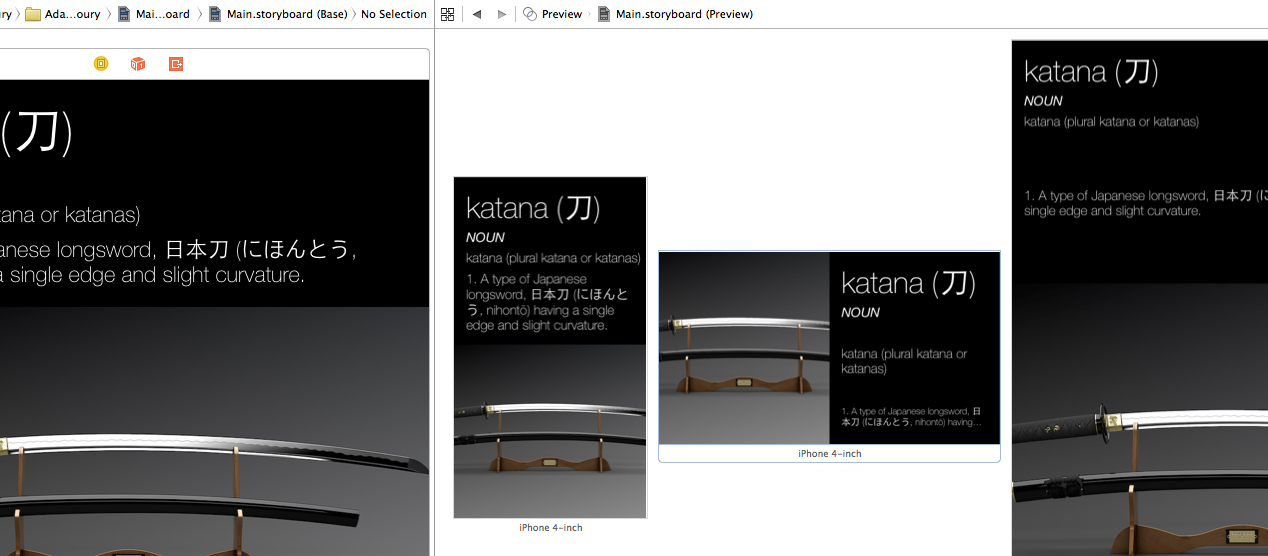 ry
Ada…oury
Mai…oard
Main.storyboard (Base)
No Selection
Preview
Main.storyboard (Preview)
(刀)
ana or katanas)
anese longsword, 日本刀 (にほんとう,
a single edge and slight curvature.
katana (刀)
NOUN
katana (plural katana or katanas)
1. A type of Japanese
longsword, 日本刀 (にほんと
う, nihontō) having a single
edge and slight curvature.
iPhone 4-inch
katana (刀)
NOUN
katana (plural katana or
katanas)
1. A type of Japanese longsword, 日
本刀 (にほんとう, nihontō) having…
iPhone 4-inch
katana (刀)
NOUN
katana (plural katana or katanas)
1. A type of Japanese longsword, 日本刀 (に
single edge and slight curvature.